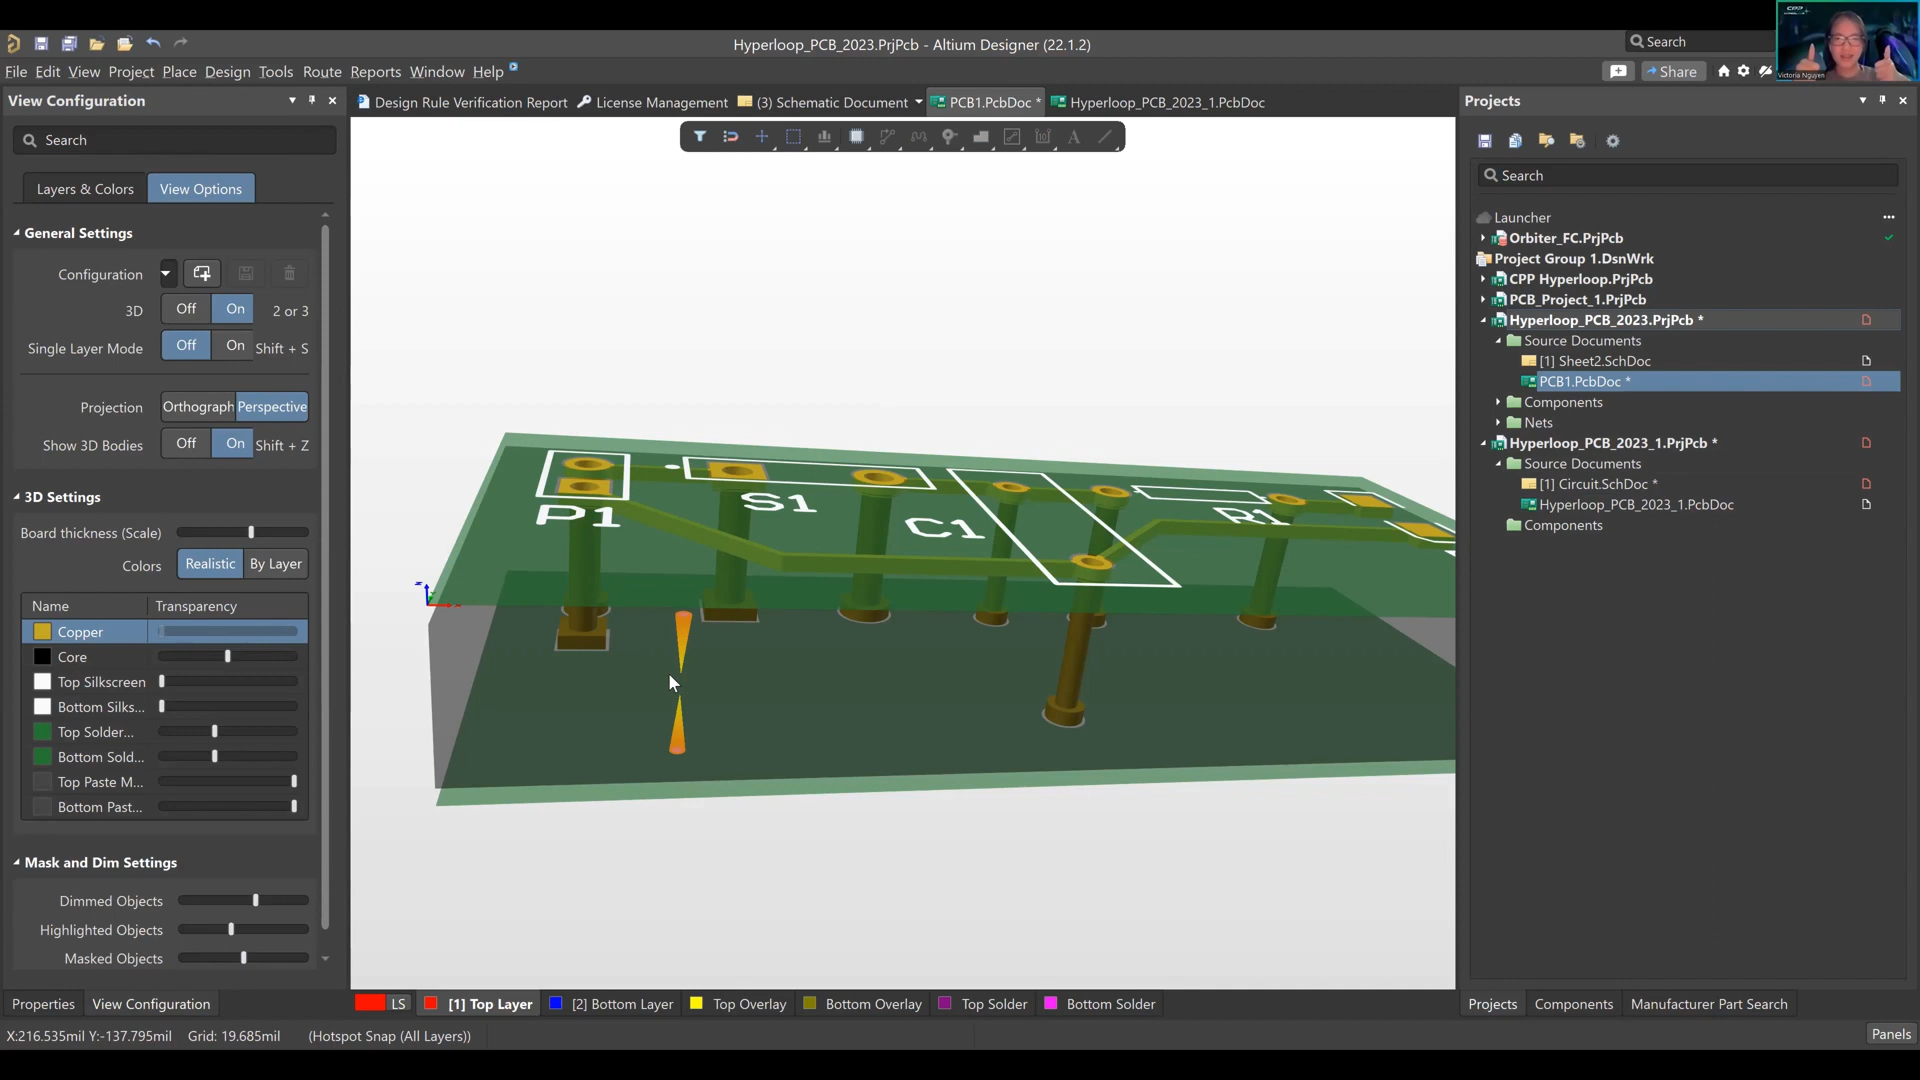 Hyperloop_PCB_2023.PrjPcb - Altium Designer (22.1.2)
Search
CPP
Victoria Nguyen
File Edit View Project Place Design Tools Route Reports Window Help
Share
View Configuration
Design Rule Verification Report
License Management
(3) Schematic Document
PCB1.PcbDoc *
Hyperloop_PCB_2023_1.PcbDoc
Projects
Search
Layers & Colors
View Options
General Settings
Configuration
3D Off On 2 or 3
Single Layer Mode Off On Shift + S
Projection Orthograph Perspective
Show 3D Bodies Off On Shift + Z
3D Settings
Board thickness (Scale)
Colors Realistic By Layer
Name Transparency
Copper
Core
Top Silkscreen
Bottom Silks...
Top Solder...
Bottom Sold...
Top Paste M...
Bottom Past...
Mask and Dim Settings
Dimmed Objects
Highlighted Objects
Masked Objects
Properties
View Configuration
P1
S1
C1
R1
z
x
Search
Launcher
Orbiter_FC.PrjPcb
Project Group 1.DsnWrk
CPP Hyperloop.PrjPcb
PCB_Project_1.PrjPcb
Hyperloop_PCB_2023.PrjPcb *
Source Documents
[1] Sheet2.SchDoc
PCB1.PcbDoc *
Components
Nets
Hyperloop_PCB_2023_1.PrjPcb *
Source Documents
[1] Circuit.SchDoc *
Hyperloop_PCB_2023_1.PcbDoc
Components
LS
[1] Top Layer
[2] Bottom Layer
Top Overlay
Bottom Overlay
Top Solder
Bottom Solder
Projects
Components
Manufacturer Part Search
X:216.535mil Y:-137.795mil Grid: 19.685mil (Hotspot Snap (All Layers))
Panels